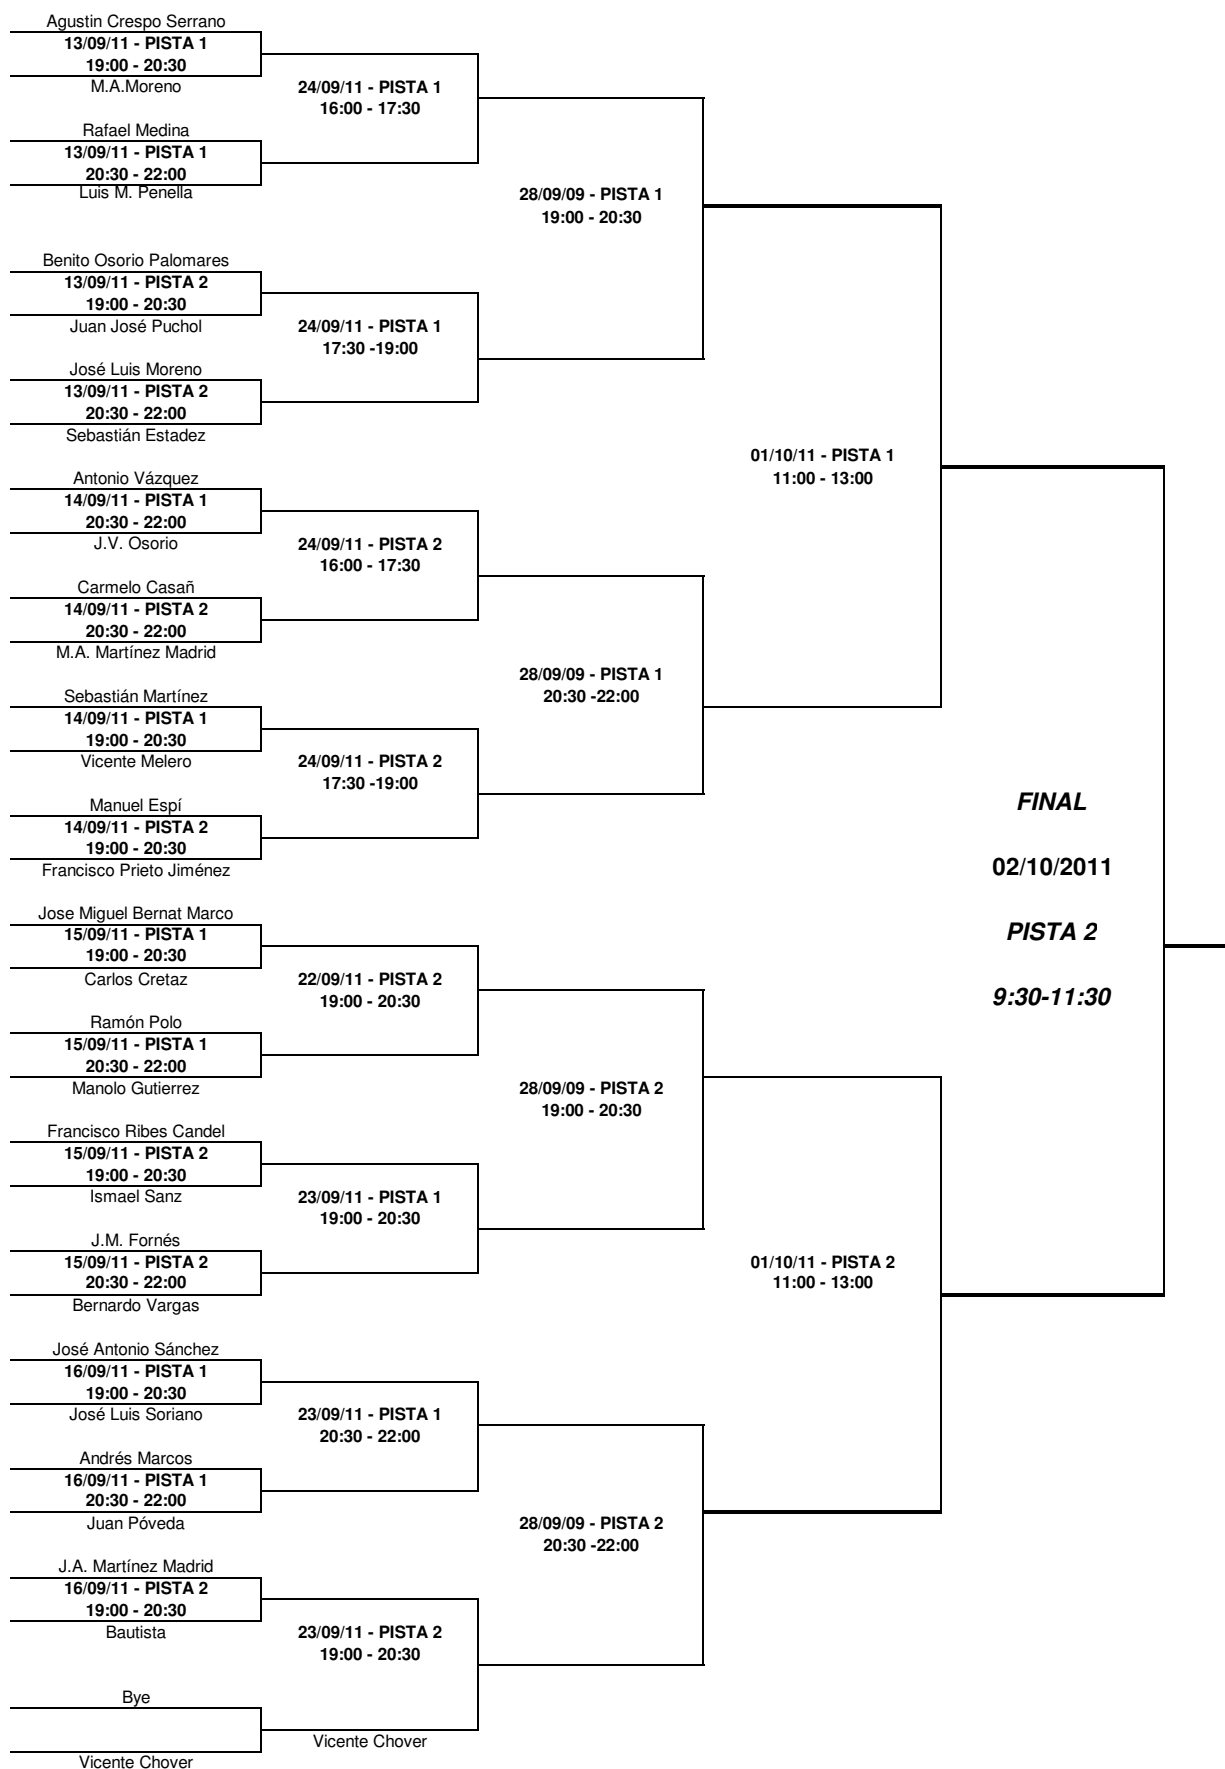 Agustin Crespo Serrano
13/09/11 - PISTA 1
19:00 - 20:30
M.A.Moreno
24/09/11 - PISTA 1
16:00 - 17:30
Rafael Medina
13/09/11 - PISTA 1
20:30 - 22:00
Luis M. Penella
28/09/09 - PISTA 1
19:00 - 20:30
Benito Osorio Palomares
13/09/11 - PISTA 2
19:00 - 20:30
Juan José Puchol
24/09/11 - PISTA 1
17:30 -19:00
José Luis Moreno
13/09/11 - PISTA 2
20:30 - 22:00
Sebastián Estadez
01/10/11 - PISTA 1
11:00 - 13:00
Antonio Vázquez
14/09/11 - PISTA 1
20:30 - 22:00
J.V. Osorio
24/09/11 - PISTA 2
16:00 - 17:30
Carmelo Casañ
14/09/11 - PISTA 2
20:30 - 22:00
M.A. Martínez Madrid
28/09/09 - PISTA 1
20:30 -22:00
Sebastián Martínez
14/09/11 - PISTA 1
19:00 - 20:30
Vicente Melero
24/09/11 - PISTA 2
17:30 -19:00
Manuel Espí
14/09/11 - PISTA 2
19:00 - 20:30
Francisco Prieto Jiménez
FINAL
02/10/2011
PISTA 2
9:30-11:30
Jose Miguel Bernat Marco
15/09/11 - PISTA 1
19:00 - 20:30
Carlos Cretaz
22/09/11 - PISTA 2
19:00 - 20:30
Ramón Polo
15/09/11 - PISTA 1
20:30 - 22:00
Manolo Gutierrez
28/09/09 - PISTA 2
19:00 - 20:30
Francisco Ribes Candel
15/09/11 - PISTA 2
19:00 - 20:30
Ismael Sanz
23/09/11 - PISTA 1
19:00 - 20:30
J.M. Fornés
15/09/11 - PISTA 2
20:30 - 22:00
Bernardo Vargas
01/10/11 - PISTA 2
11:00 - 13:00
José Antonio Sánchez
16/09/11 - PISTA 1
19:00 - 20:30
José Luis Soriano
23/09/11 - PISTA 1
20:30 - 22:00
Andrés Marcos
16/09/11 - PISTA 1
20:30 - 22:00
Juan Póveda
28/09/09 - PISTA 2
20:30 -22:00
J.A. Martínez Madrid
16/09/11 - PISTA 2
19:00 - 20:30
Bautista
23/09/11 - PISTA 2
19:00 - 20:30
Bye
Vicente Chover
Vicente Chover